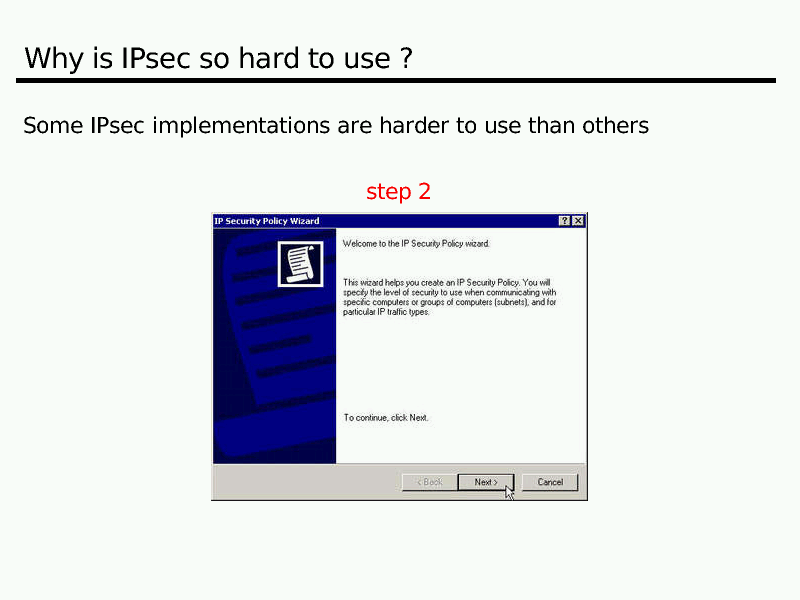 Why is IPsec so hard to use ?
Some IPsec implementations are harder to use than others
step 2
IP Security Policy Wizard
Welcome to the IP Security Policy wizard.
This wizard helps you create an IP Security Policy. You will
specify the level of security to use when communicating with
specific computers or groups of computers (subnets), and for
particular IP traffic types.
To continue, click Next.
< Back Next > Cancel